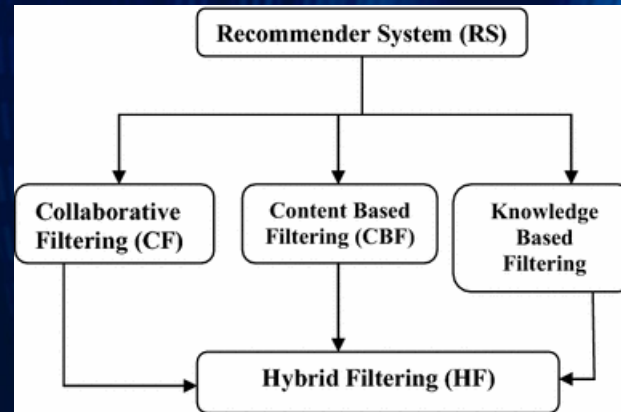 Recommender System (RS)
Collaborative
Filtering (CF)
Content Based
Filtering (CBF)
Knowledge
Based
Filtering
Hybrid Filtering (HF)